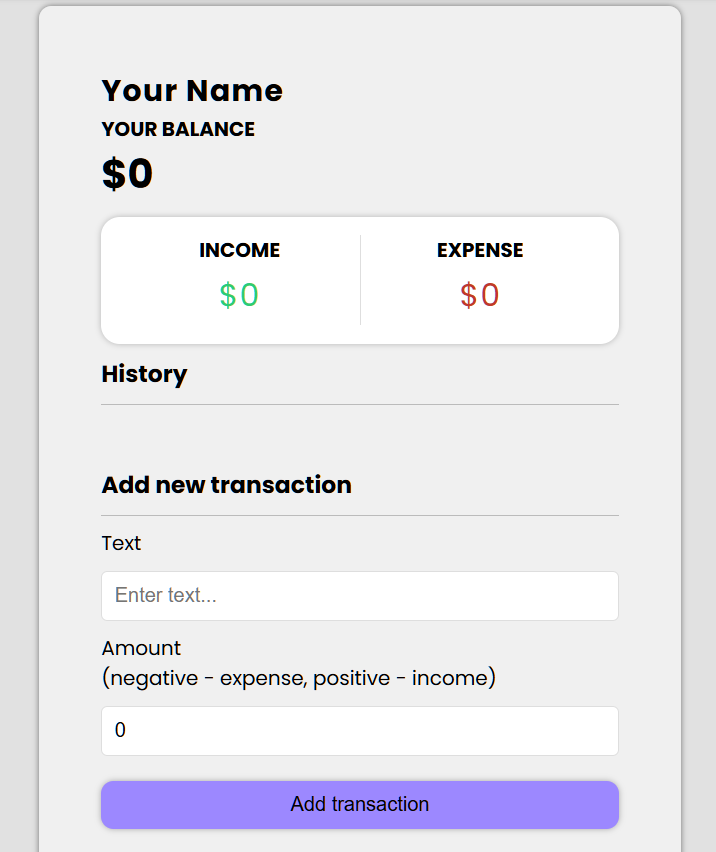 Your Name
YOUR BALANCE
$0
INCOME EXPENSE
$0 $0
History
Add new transaction
Text
Enter text...
Amount
(negative - expense, positive - income)
0
Add transaction